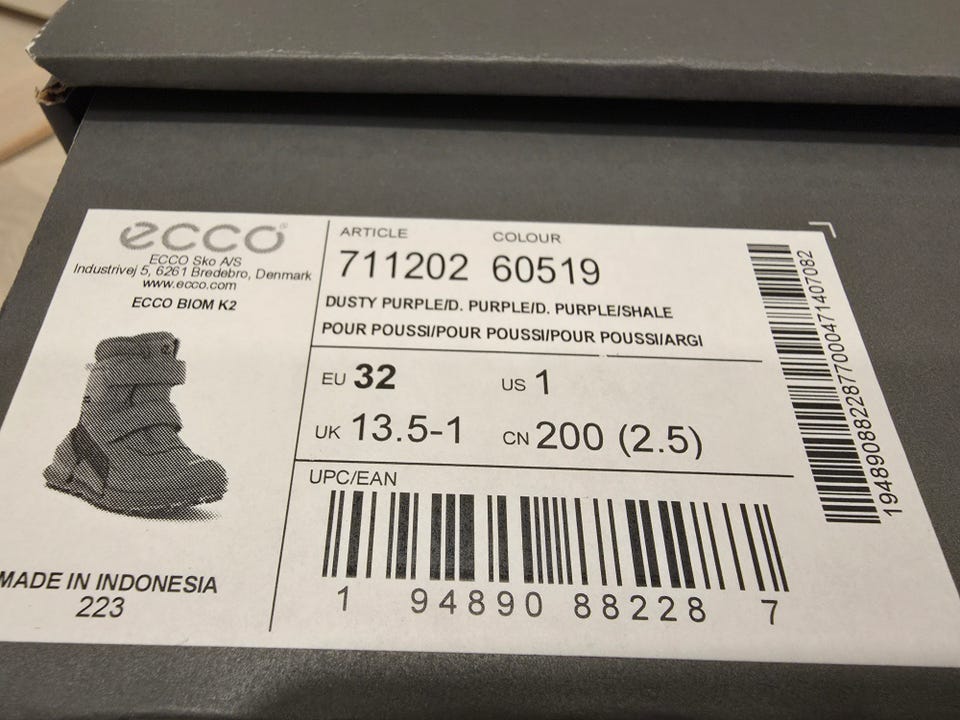 ecco®
ECCO Sko A/S
Industrivej 5, 6261 Bredebro, Denmark
www.ecco.com
ECCO BIOM K2
MADE IN INDONESIA
223
ARTICLE COLOUR
711202 60519
DUSTY PURPLE/D. PURPLE/D. PURPLE/SHALE
POUR POUSSI/POUR POUSSI/POUR POUSSI/ARGI
EU 32 US 1
UK 13.5-1 CN 200 (2.5)
UPC/EAN
1 94890 88228 7
194890882287700047140​7082